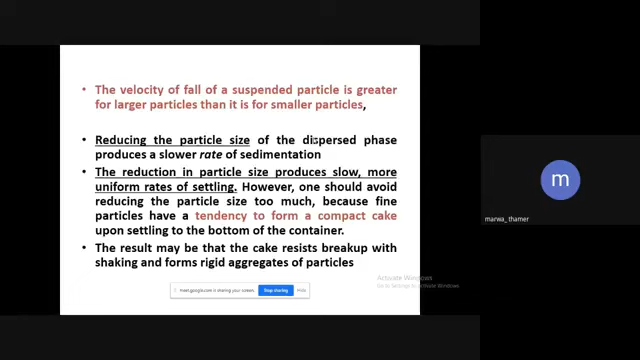 • The velocity of fall of a suspended particle is greater
for larger particles than it is for smaller particles,
• Reducing the particle size of the dispersed phase
produces a slower rate of sedimentation
• The reduction in particle size produces slow, more
uniform rates of settling. However, one should avoid
reducing the particle size too much, because fine
particles have a tendency to form a compact cake
upon settling to the bottom of the container.
• The result may be that the cake resists breakup with
shaking and forms rigid aggregates of particles
m
marwa_thamer
Activate Windows
Go to Settings to activate Windows.
meet.google.com is sharing your screen.
Stop sharing
Hide